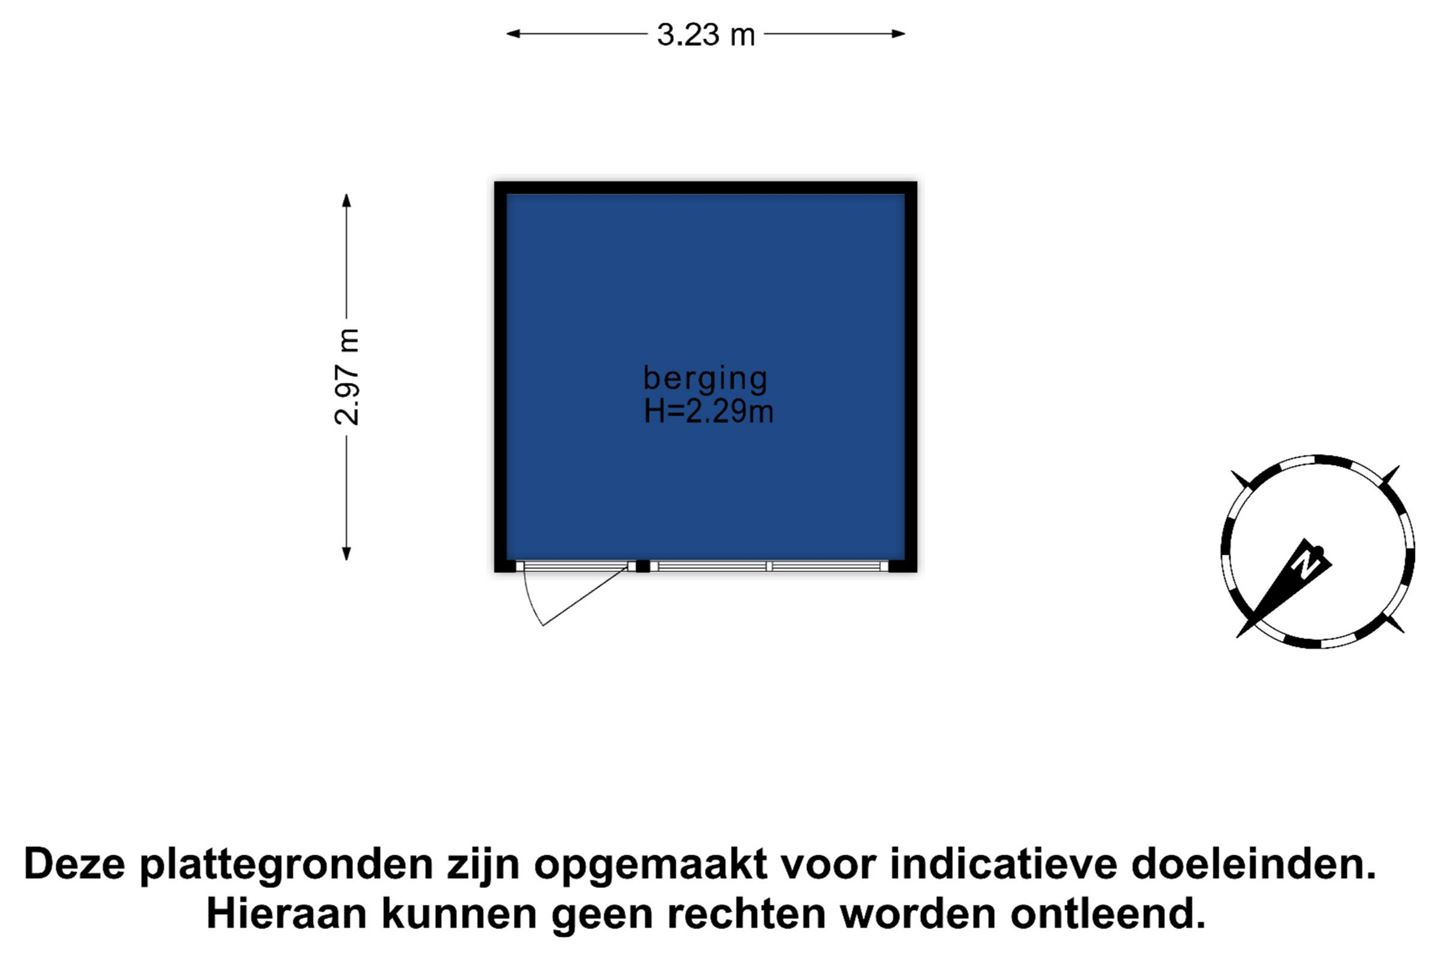 3.23 m
2.97 m
berging
H=2.29m
N
Deze plattegronden zijn opgemaakt voor indicatieve doeleinden.
Hieraan kunnen geen rechten worden ontleend.